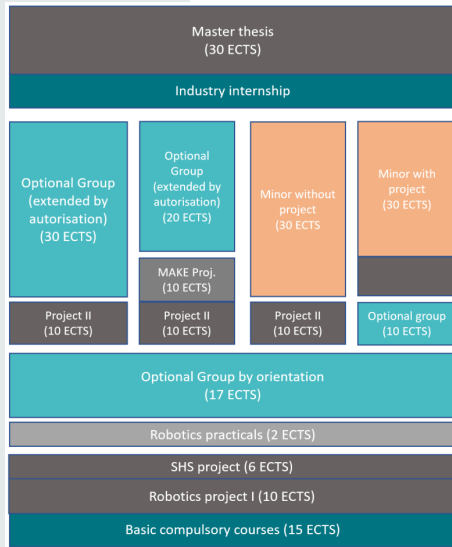 Master thesis
(30 ECTS)
Industry internship
Optional Group
(extended by
autorisation)
(30 ECTS)
Project II
(10 ECTS)
Optional
Group
(extended by
autorisation)
(20 ECTS)
MAKE Proj.
(10 ECTS)
Project II
(10 ECTS)
Minor without
project
(30 ECTS
Project II
(10 ECTS)
Minor with
project
(30 ECTS)
Optional group
(10 ECTS)
Optional Group by orientation
(17 ECTS)
Robotics practicals (2 ECTS)
SHS project (6 ECTS)
Robotics project I (10 ECTS)
Basic compulsory courses (15 ECTS)